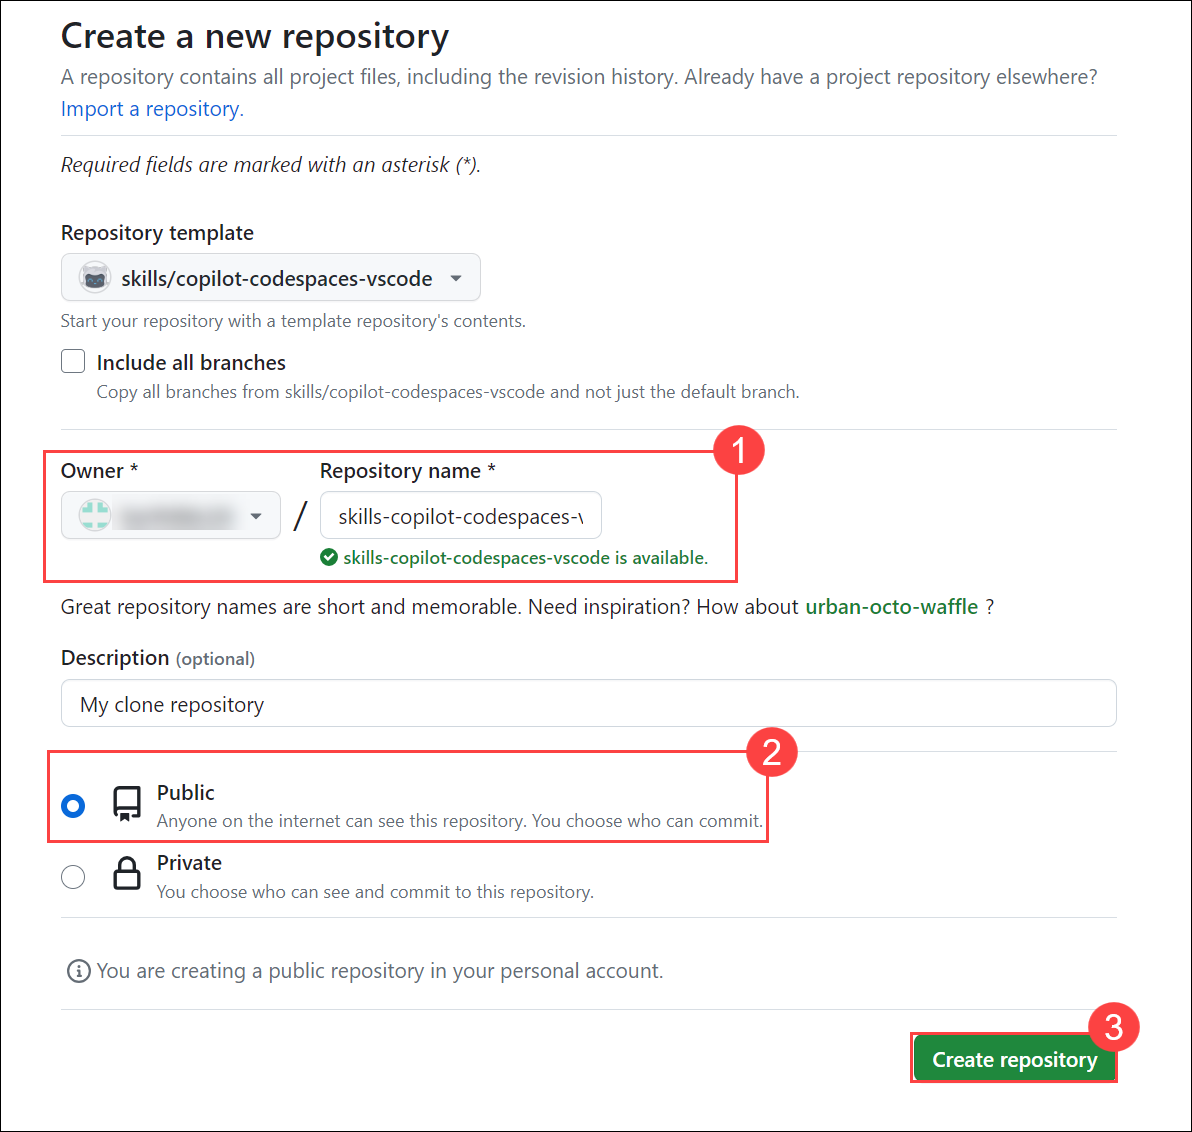 Create a new repository
A repository contains all project files, including the revision history. Already have a project repository elsewhere?
Import a repository.
Required fields are marked with an asterisk (*).
Repository template
skills/copilot-codespaces-vscode
Start your repository with a template repository's contents.
Include all branches
Copy all branches from skills/copilot-codespaces-vscode and not just the default branch.
1
Owner * Repository name *
/ skills-copilot-codespaces-v
skills-copilot-codespaces-vscode is available.
Great repository names are short and memorable. Need inspiration? How about urban-octo-waffle ?
Description (optional)
My clone repository
2
Public
Anyone on the internet can see this repository. You choose who can commit.
Private
You choose who can see and commit to this repository.
You are creating a public repository in your personal account.
3
Create repository